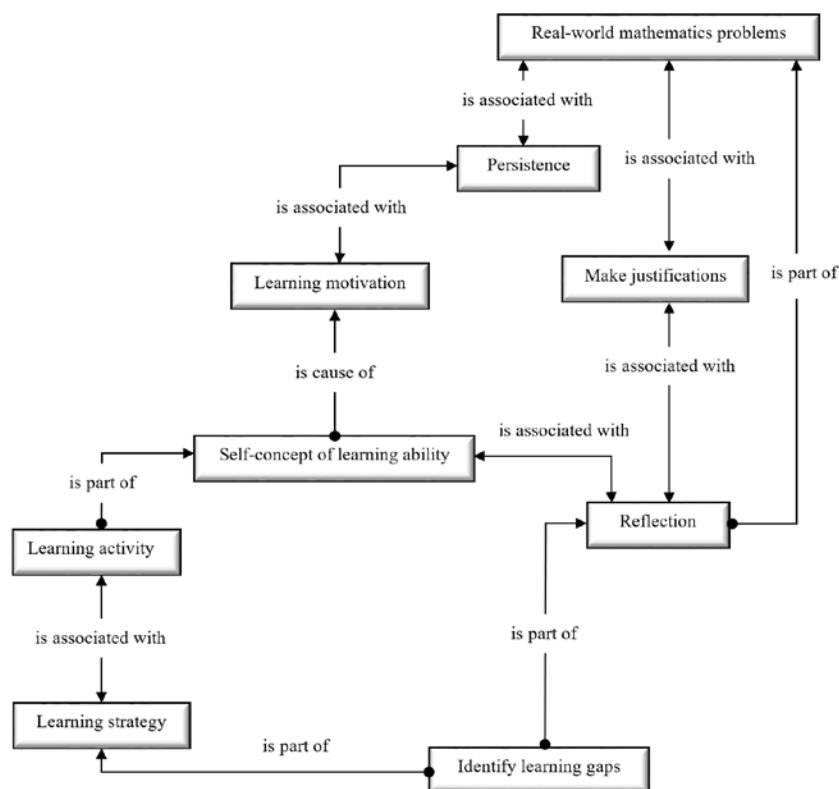 Real-world mathematics problems
is associated with
Persistence
is associated with
is associated with
Learning motivation
Make justifications
is part of
is cause of
is associated with
is associated with
Self-concept of learning ability
is part of
Reflection
Learning activity
is part of
is associated with
Learning strategy
is part of
Identify learning gaps